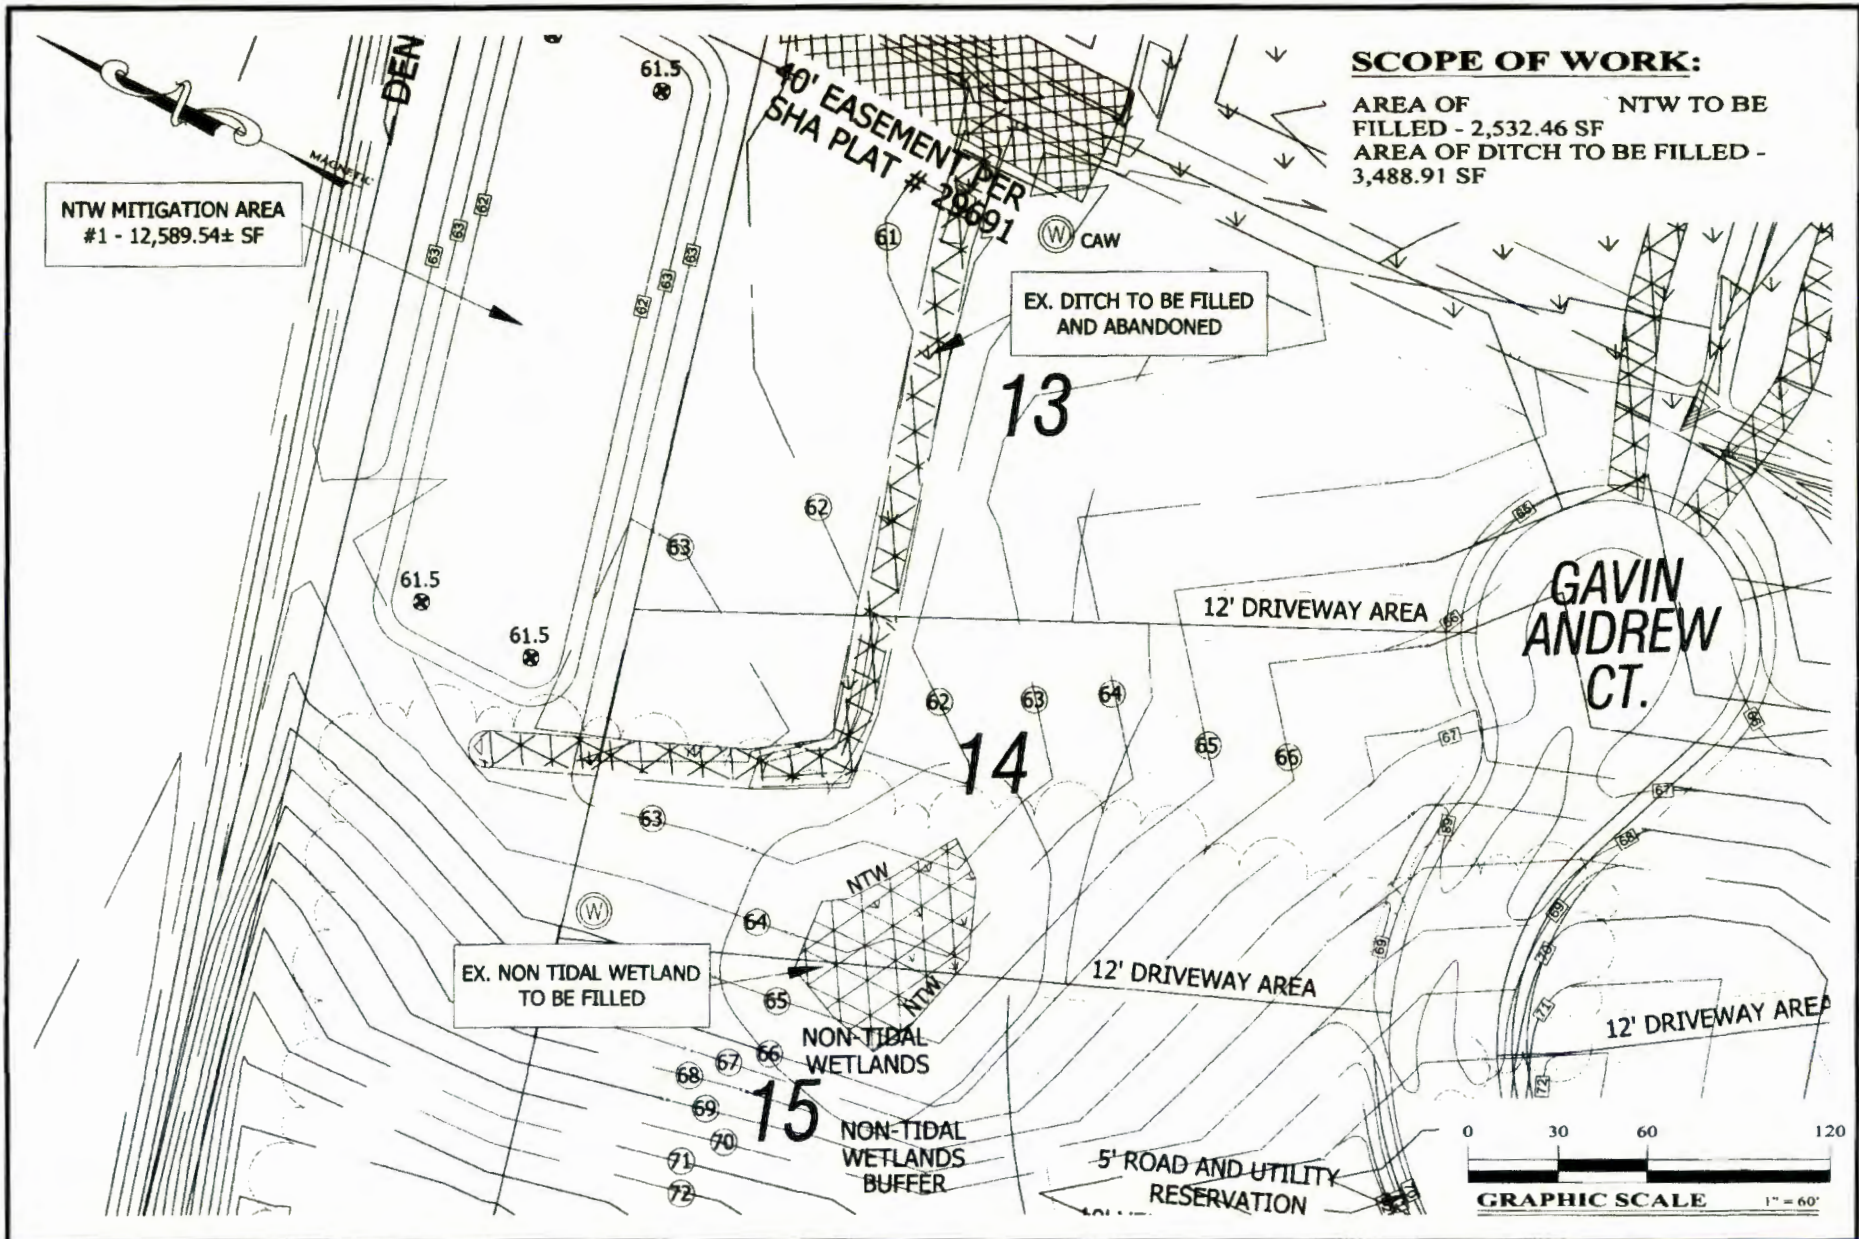 DEN
MAGNETIC
NTW MITIGATION AREA
#1 - 12,589.54± SF
61.5
40' EASEMENT PER
SHA PLAT # 29691
SCOPE OF WORK:
AREA OF NTW TO BE
FILLED - 2,532.46 SF
AREA OF DITCH TO BE FILLED -
3,488.91 SF
62
63
63
63
63
62
61
W CAW
EX. DITCH TO BE FILLED
AND ABANDONED
13
62
63
61.5
61.5
12' DRIVEWAY AREA
66
GAVIN
ANDREW
CT.
62
63
64
65
66
67
67
68
14
63
NTW
64
W
EX. NON TIDAL WETLAND
TO BE FILLED
65
NTW
12' DRIVEWAY AREA
69
69
70
71
72
12' DRIVEWAY AREA
NON-TIDAL
WETLANDS
66
67
68
69
70
71
72
15
NON-TIDAL
WETLANDS
BUFFER
5' ROAD AND UTILITY
RESERVATION
0 30 60 120
GRAPHIC SCALE 1" = 60'